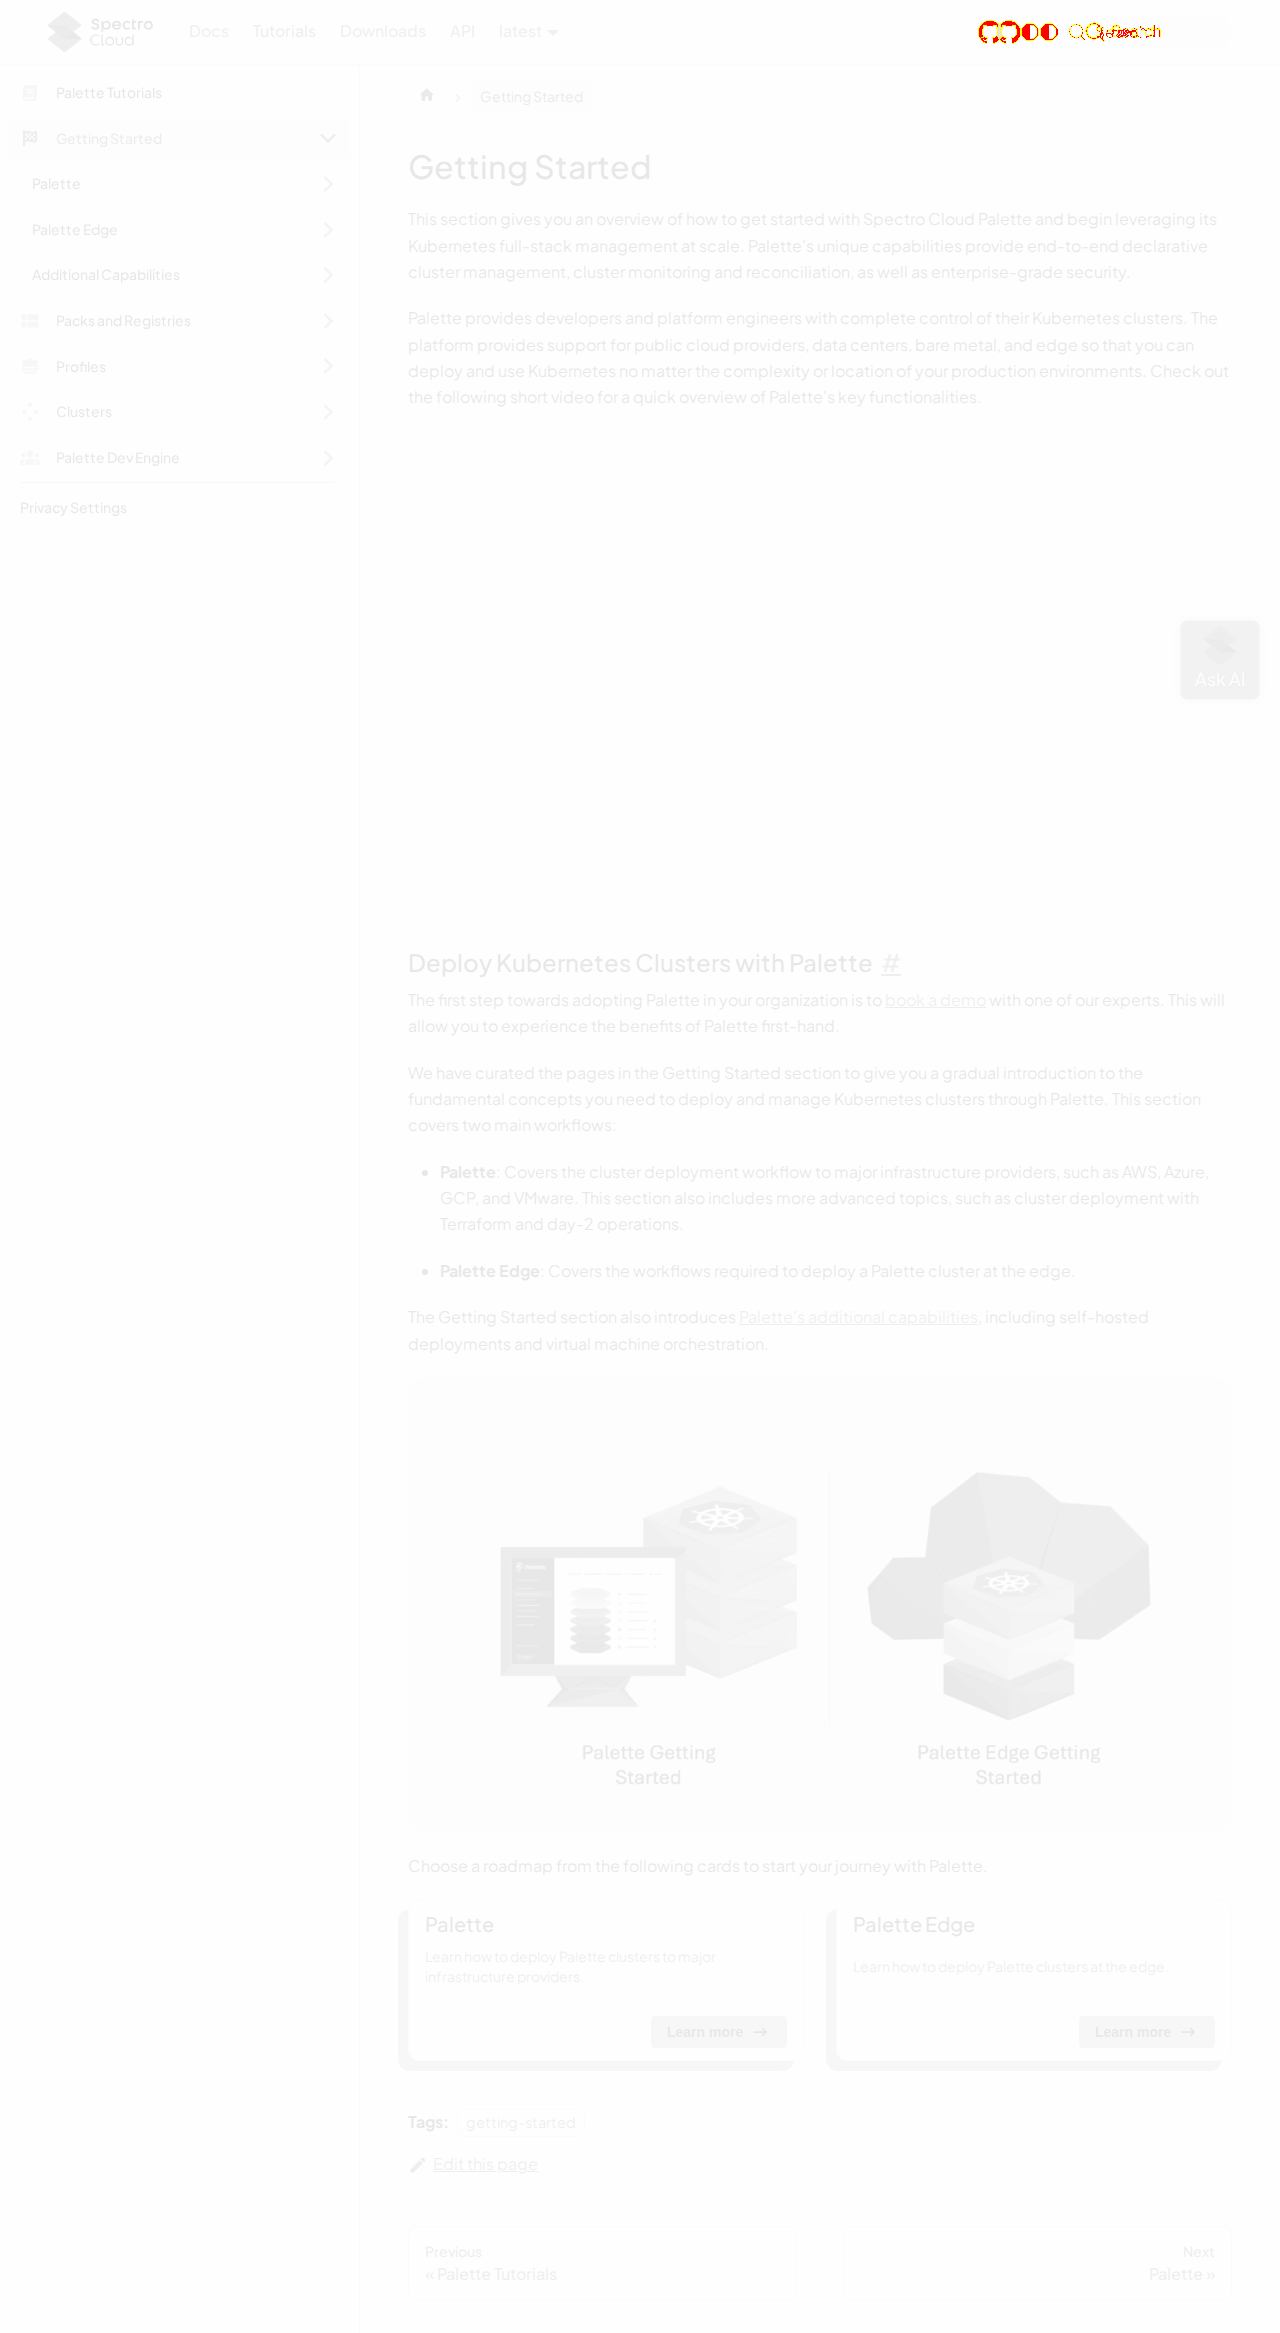 Spectro
Cloud
Docs
Tutorials
Downloads
API
latest
Search
Palette Tutorials
Getting Started
Palette
Palette Edge
Additional Capabilities
Packs and Registries
Profiles
Clusters
Palette Dev Engine
Privacy Settings
Getting Started
Getting Started
This section gives you an overview of how to get started with Spectro Cloud Palette and begin leveraging its
Kubernetes full-stack management at scale. Palette's unique capabilities provide end-to-end declarative
cluster management, cluster monitoring and reconciliation, as well as enterprise-grade security.
Palette provides developers and platform engineers with complete control of their Kubernetes clusters. The
platform provides support for public cloud providers, data centers, bare metal, and edge so that you can
deploy and use Kubernetes no matter the complexity or location of your production environments. Check out
the following short video for a quick overview of Palette's key functionalities.
Ask AI
Deploy Kubernetes Clusters with Palette #
The first step towards adopting Palette in your organization is to book a demo with one of our experts. This will
allow you to experience the benefits of Palette first-hand.
We have curated the pages in the Getting Started section to give you a gradual introduction to the
fundamental concepts you need to deploy and manage Kubernetes clusters through Palette. This section
covers two main workflows:
Palette: Covers the cluster deployment workflow to major infrastructure providers, such as AWS, Azure,
GCP, and VMware. This section also includes more advanced topics, such as cluster deployment with
Terraform and day-2 operations.
Palette Edge: Covers the workflows required to deploy a Palette cluster at the edge.
The Getting Started section also introduces Palette's additional capabilities, including self-hosted
deployments and virtual machine orchestration.
Palette Getting
Started
Palette Edge Getting
Started
Choose a roadmap from the following cards to start your journey with Palette.
Palette
Learn how to deploy Palette clusters to major
infrastructure providers.
Learn more
Palette Edge
Learn how to deploy Palette clusters at the edge.
Learn more
Tags:
getting-started
Edit this page
Previous
« Palette Tutorials
Next
Palette »